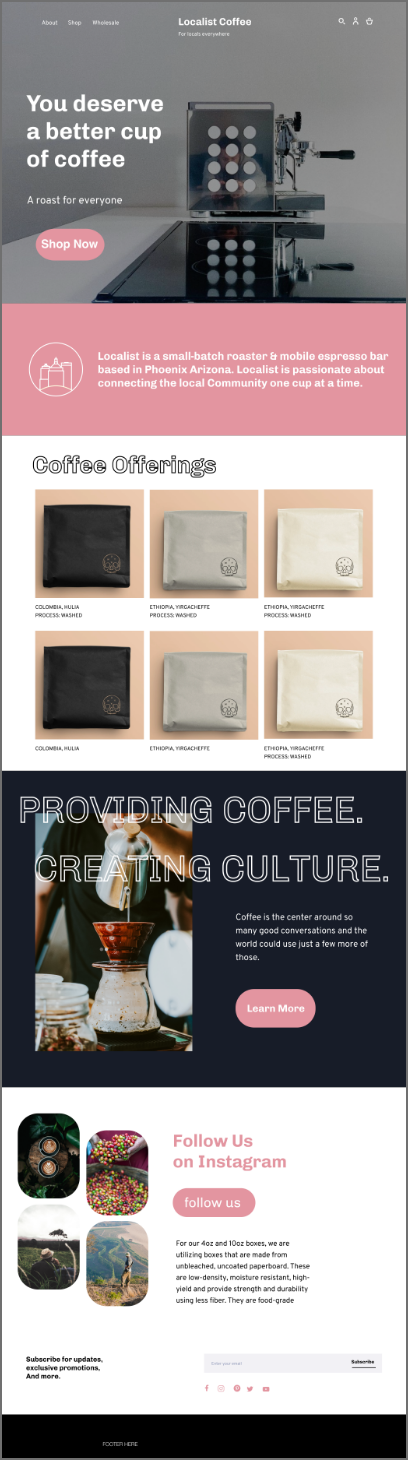 About Shop Wholesale
Localist Coffee
For locals everywhere
You deserve
a better cup
of coffee
A roast for everyone
Shop Now
Localist is a small-batch roaster & mobile espresso bar
based in Phoenix Arizona. Localist is passionate about
connecting the local Community one cup at a time.
Coffee Offerings
COLOMBIA, HULIA
PROCESS: WASHED
ETHIOPIA, YIRGACHEFFE
PROCESS: WASHED
ETHIOPIA, YIRGACHEFFE
PROCESS: WASHED
COLOMBIA, HULIA
ETHIOPIA, YIRGACHEFFE
ETHIOPIA, YIRGACHEFFE
PROCESS: WASHED
PROVIDING COFFEE.
CREATING CULTURE.
Coffee is the center around so
many good conversations and the
world could use just a few more of
those.
Learn More
Follow Us
on Instagram
follow us
For our 4oz and 10oz boxes, we are
utilizing boxes that are made from
unbleached, uncoated paperboard. These
are low-density, moisture resistant, high-
yield and provide strength and durability
using less fiber. They are food-grade
Subscribe for updates,
exclusive promotions,
And more.
Enter your email
Subscribe
FOOTER HERE